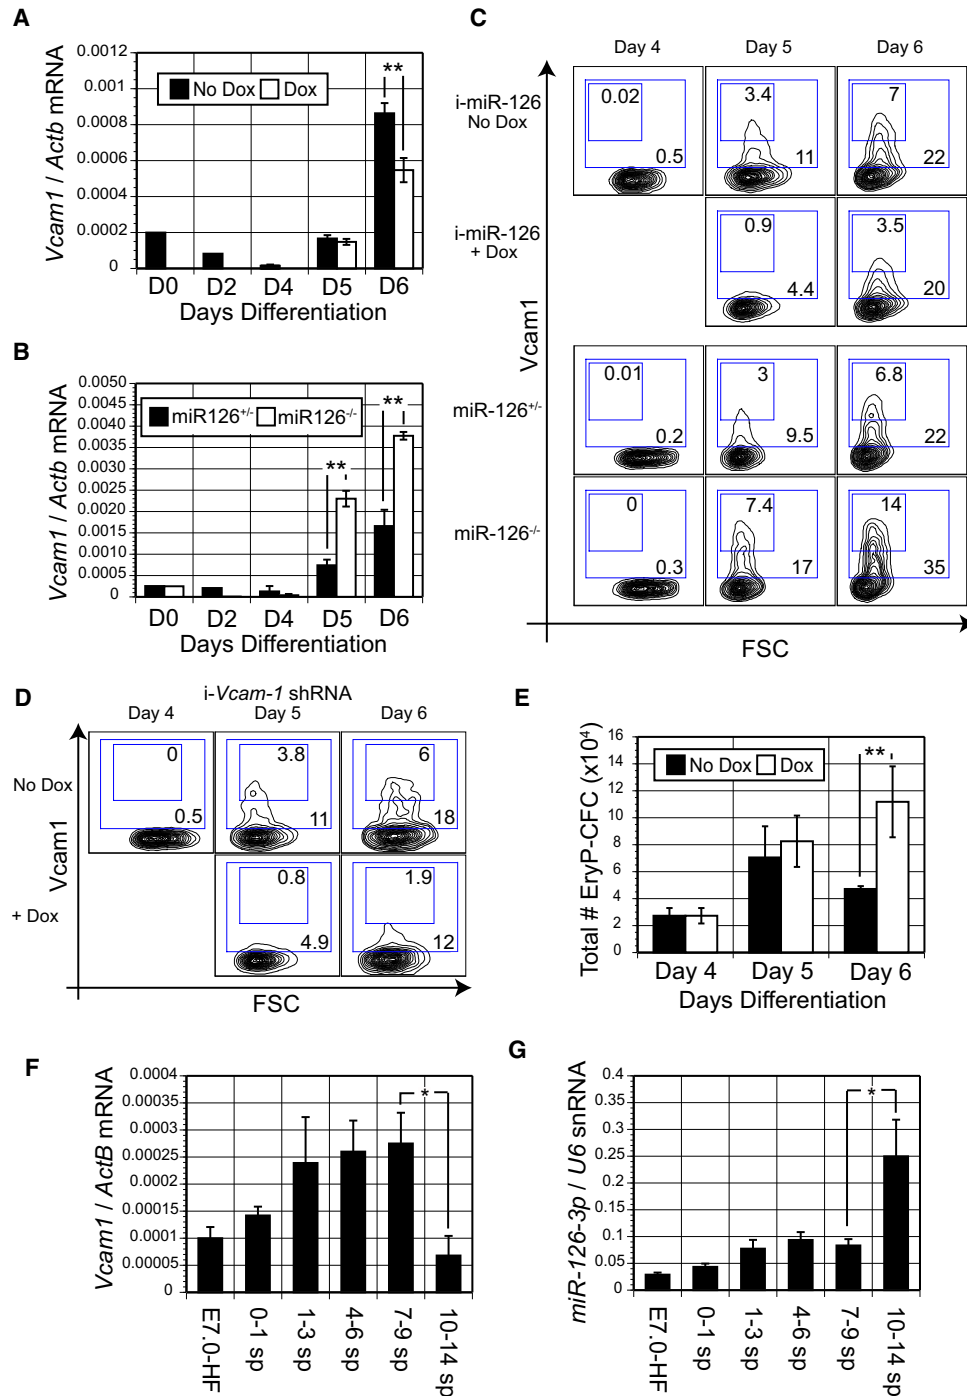 A
Vcam1 / Actb mRNA
0.0012
0.001
0.0008
0.0006
0.0004
0.0002
0
No Dox
Dox
**
D0
D2
D4
D5
D6
Days Differentiation
B
Vcam1 / Actb mRNA
0.0050
0.0045
0.0040
0.0035
0.0030
0.0025
0.0020
0.0015
0.0010
0.0005
0
miR126+/-
miR126-/-
**
**
D0
D2
D4
D5
D6
Days Differentiation
C
Day 4
Day 5
Day 6
i-miR-126
No Dox
0.02
0.5
3.4
11
7
22
i-miR-126
+ Dox
0.9
4.4
3.5
20
miR-126+/-
0.01
0.2
3
9.5
6.8
22
miR-126-/-
0
0.3
7.4
17
14
35
Vcam1
FSC
D
i-Vcam-1 shRNA
Day 4
Day 5
Day 6
No Dox
0
0.5
3.8
11
6
18
+ Dox
0.8
4.9
1.9
12
Vcam1
FSC
E
Total # EryP-CFC (x10⁴)
16
14
12
10
8
6
4
2
0
No Dox
Dox
**
Day 4
Day 5
Day 6
Days Differentiation
F
Vcam1 / ActB mRNA
0.0004
0.00035
0.0003
0.00025
0.0002
0.00015
0.0001
0.00005
0
*
E7.0-HF
0-1 sp
1-3 sp
4-6 sp
7-9 sp
10-14 sp
G
miR-126-3p / U6 snRNA
0.4
0.35
0.3
0.25
0.2
0.15
0.1
0.05
0
*
E7.0-HF
0-1 sp
1-3 sp
4-6 sp
7-9 sp
10-14 sp